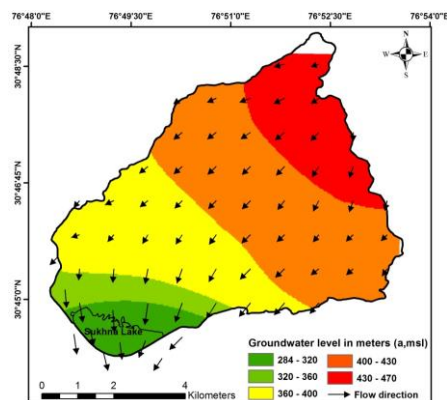 76°48'0"E 76°49'30"E 76°51'0"E 76°52'30"E 76°54'0"E
N
W E
S
30°48'30"N
30°46'45"N
30°45'0"N
Sukhna Lake
Groundwater level in meters (a,msl)
284 - 320 400 - 430
320 - 360 430 - 470
360 - 400 Flow direction
0 1 2 4
Kilometers